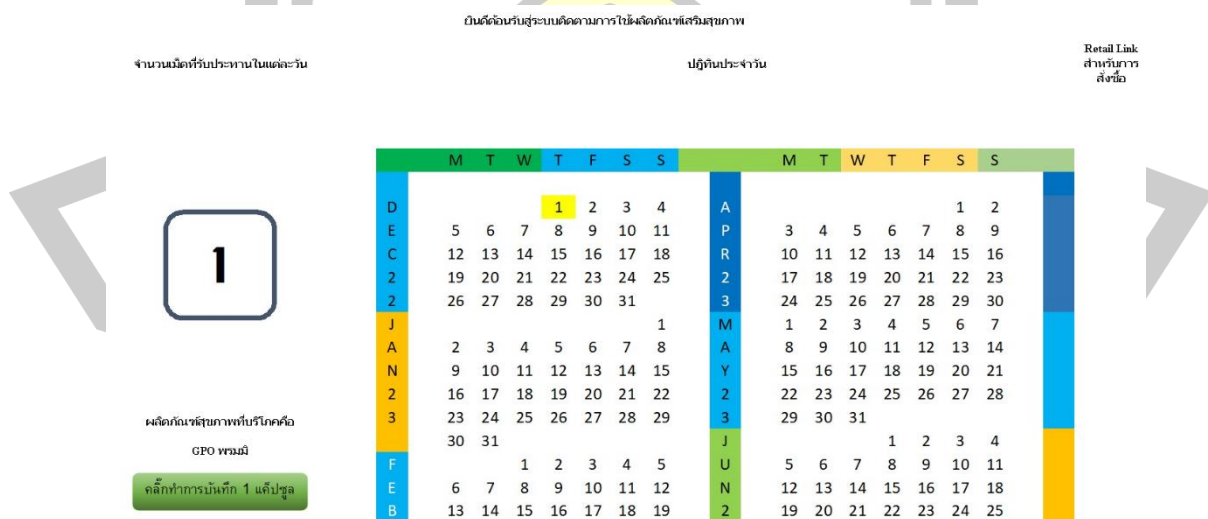 ยินดีต้อนรับสู่ระบบติดตามการใช้ผลิตภัณฑ์เสริมสุขภาพ
จำนวนเม็ดที่รับประทานในแต่ละวัน
ปฏิทินประจำวัน
Retail Link
สำหรับการ
สั่งซื้อ
1
ผลิตภัณฑ์สุขภาพที่บริโภคคือ
GPO พรมมิ
คลิ๊กทำการบันทึก 1 แค็ปซูล
M T W T F S S M T W T F S S
D 1 2 3 4 A 1 2
E 5 6 7 8 9 10 11 P 3 4 5 6 7 8 9
C 12 13 14 15 16 17 18 R 10 11 12 13 14 15 16
2 19 20 21 22 23 24 25 2 17 18 19 20 21 22 23
2 26 27 28 29 30 31 3 24 25 26 27 28 29 30
J 1 M 1 2 3 4 5 6 7
A 2 3 4 5 6 7 8 A 8 9 10 11 12 13 14
N 9 10 11 12 13 14 15 Y 15 16 17 18 19 20 21
2 16 17 18 19 20 21 22 2 22 23 24 25 26 27 28
3 23 24 25 26 27 28 29 3 29 30 31
30 31 J 1 2 3 4
F 1 2 3 4 5 U 5 6 7 8 9 10 11
E 6 7 8 9 10 11 12 N 12 13 14 15 16 17 18
B 13 14 15 16 17 18 19 2 19 20 21 22 23 24 25